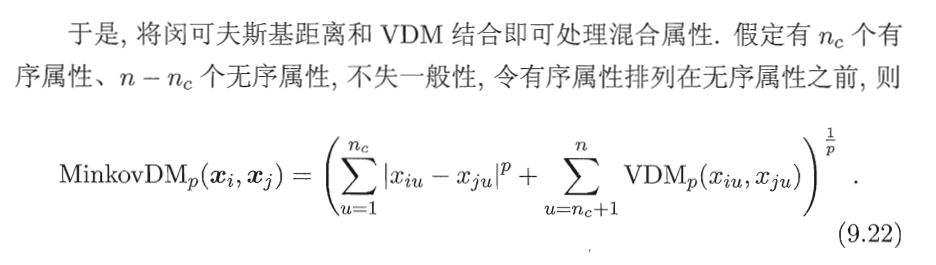 于是, 将闵可夫斯基距离和 VDM 结合即可处理混合属性. 假定有 $n_c$ 个有
序属性、$n - n_c$ 个无序属性, 不失一般性, 令有序属性排列在无序属性之前, 则
$$\text{MinkovDM}_p(\boldsymbol{x}_i, \boldsymbol{x}_j) = \left( \sum_{u=1}^{n_c} |x_{iu} - x_{ju}|^p + \sum_{u=n_c+1}^{n} \text{VDM}_p(x_{iu}, x_{ju}) \right)^{\frac{1}{p}}.$$
(9.22)